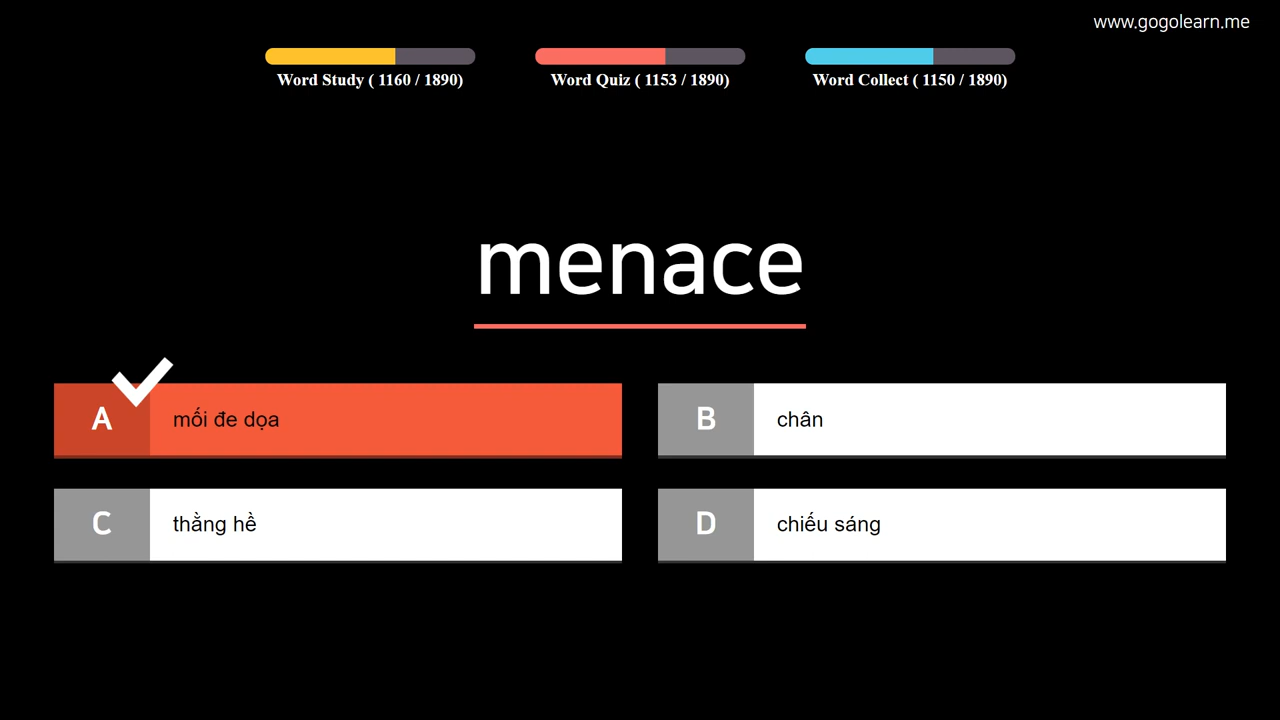 www.gogolearn.me
Word Study ( 1160 / 1890)
Word Quiz ( 1153 / 1890)
Word Collect ( 1150 / 1890)
menace
A
mối đe dọa
B
chân
C
thằng hề
D
chiếu sáng